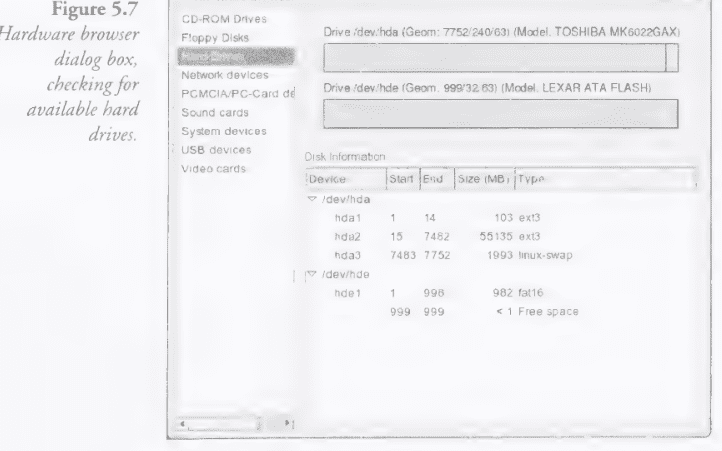 Figure 5.7
Hardware browser
dialog box,
checking for
available hard
drives.
CD-ROM Drives
Floppy Disks
Hard Drives
Network devices
PCMCIA/PC-Card de
Sound cards
System devices
USB devices
Video cards
Drive /dev/hda (Geom: 7752/240/63) (Model: TOSHIBA MK6022GAX)
Drive /dev/hde (Geom: 999/32/63) (Model: LEXAR ATA FLASH)
Disk Information
Device Start End Size (MB) Type
/dev/hda
hda1 1 14 103 ext3
hda2 15 7482 55135 ext3
hda3 7483 7752 1993 linux-swap
/dev/hde
hde1 1 998 982 fat16
999 999 < 1 Free space